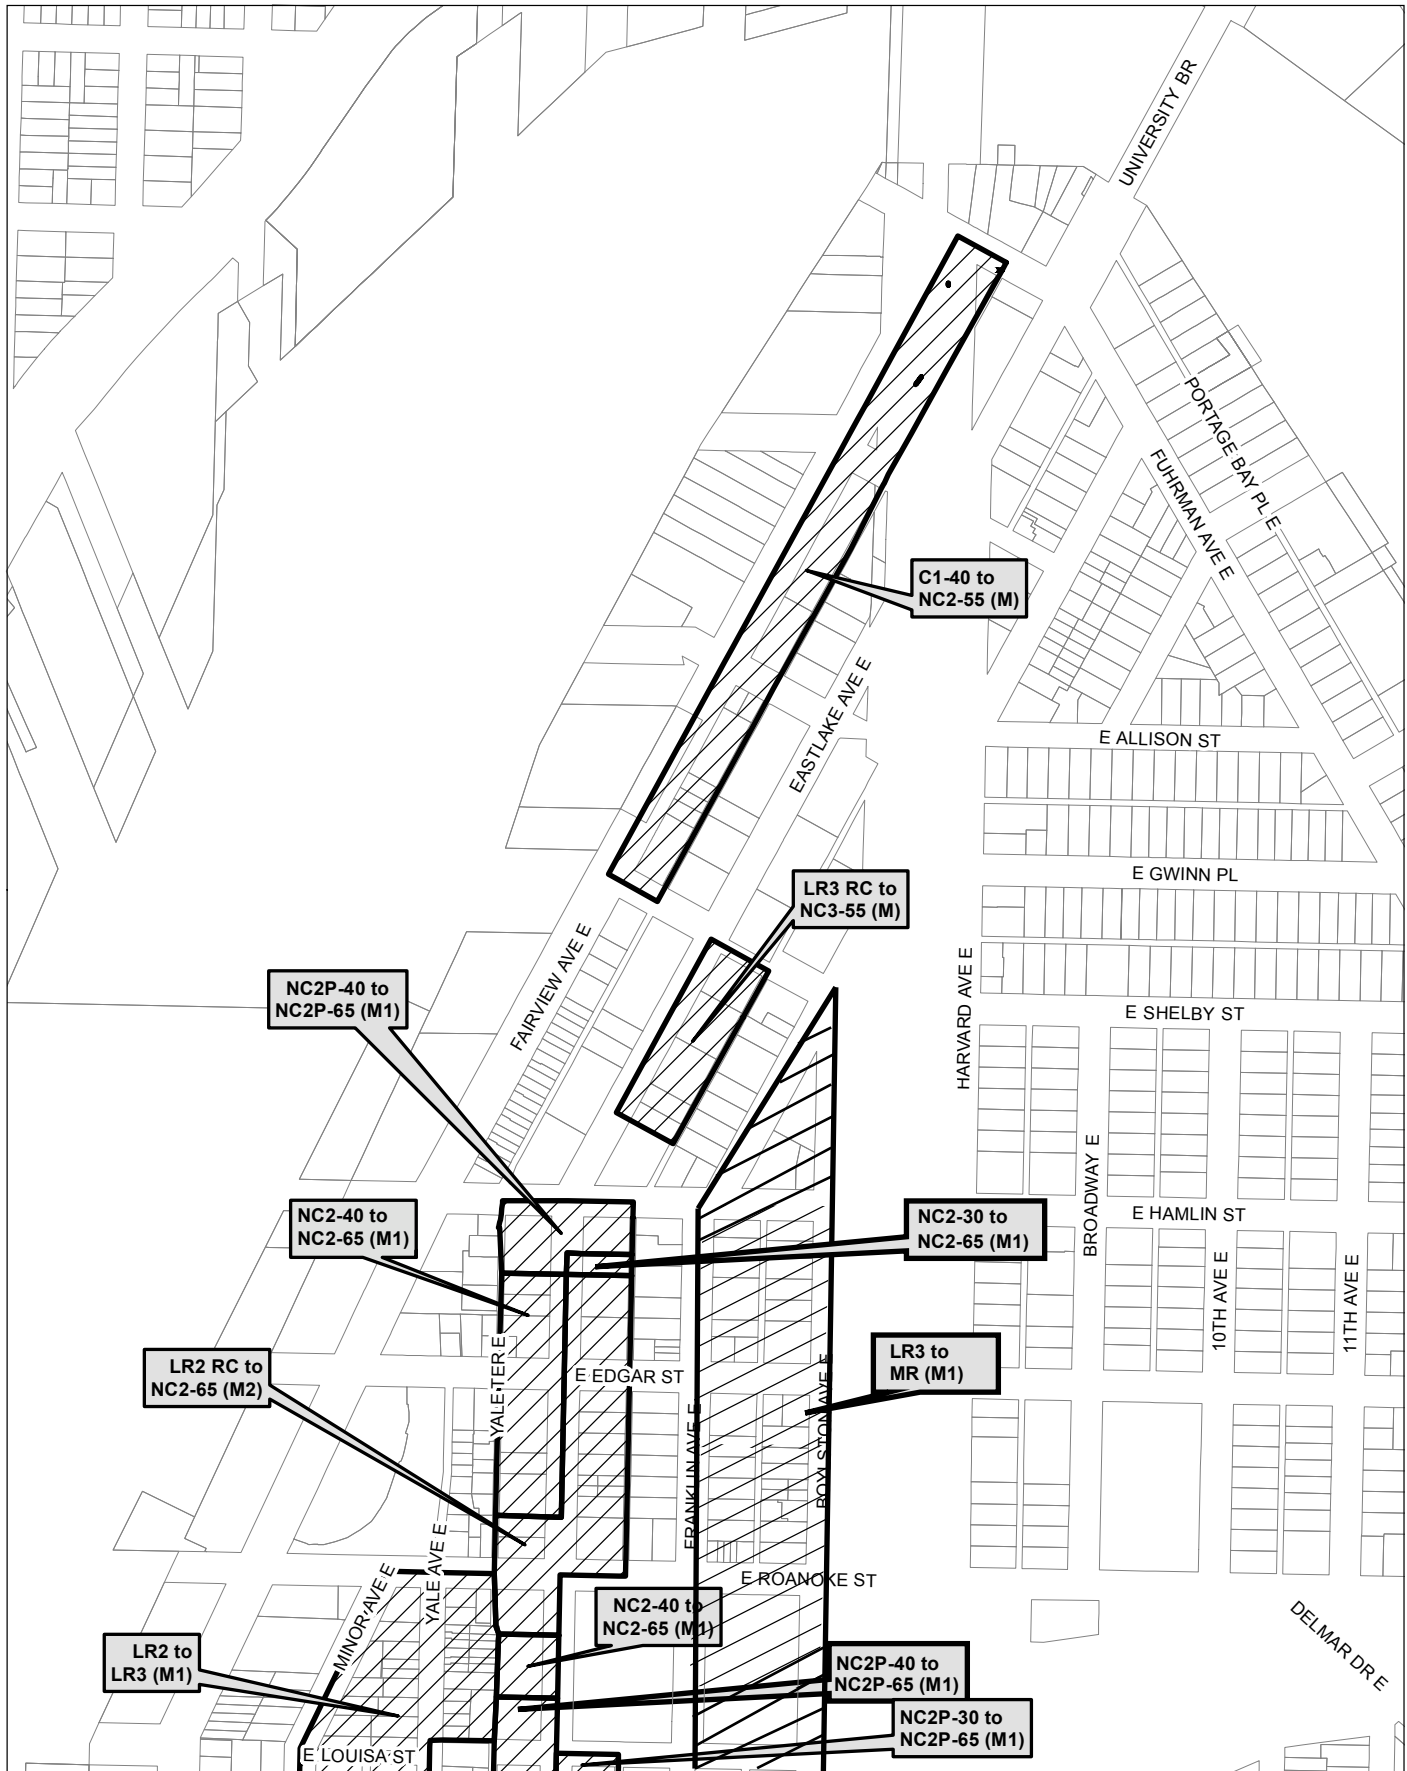 UNIVERSITY BR
PORTAGE BAY PL E
FUHRMAN AVE E
C1-40 to
NC2-55 (M)
EASTLAKE AVE E
E ALLISON ST
E GWINN PL
LR3 RC to
NC3-55 (M)
FAIRVIEW AVE E
HARVARD AVE E
NC2P-40 to
NC2P-65 (M1)
E SHELBY ST
BROADWAY E
NC2-40 to
NC2-65 (M1)
NC2-30 to
NC2-65 (M1)
E HAMLIN ST
10TH AVE E
11TH AVE E
LR2 RC to
NC2-65 (M2)
YALE TER E
E EDGAR ST
LR3 to
MR (M1)
FRANKLIN AVE E
BOYLSTON AVE E
MINOR AVE E
YALE AVE E
E ROANOKE ST
NC2-40 to
NC2-65 (M1)
DELMAR DR E
LR2 to
LR3 (M1)
NC2P-40 to
NC2P-65 (M1)
NC2P-30 to
NC2P-65 (M1)
E LOUISA ST